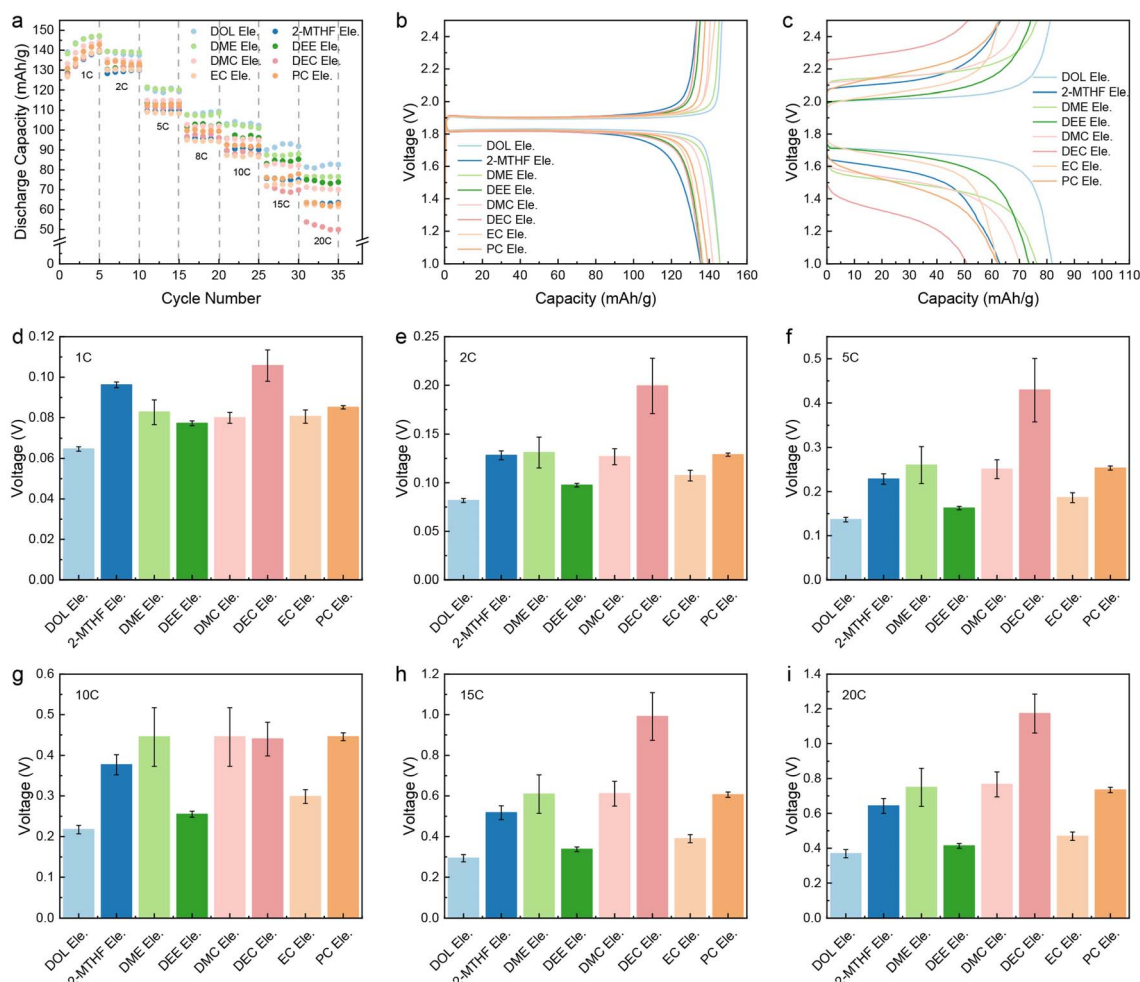 a
Discharge Capacity (mAh/g)
150
140
130
120
110
100
90
80
70
60
50
0
0 5 10 15 20 25 30 35
Cycle Number
1C
2C
5C
8C
10C
15C
20C
DOL Ele. 2-MTHF Ele.
DME Ele. DEE Ele.
DMC Ele. DEC Ele.
EC Ele. PC Ele.
b
Voltage (V)
2.4
2.2
2.0
1.8
1.6
1.4
1.2
1.0
0 20 40 60 80 100 120 140 160
Capacity (mAh/g)
DOL Ele.
2-MTHF Ele.
DME Ele.
DEE Ele.
DMC Ele.
DEC Ele.
EC Ele.
PC Ele.
c
Voltage (V)
2.4
2.2
2.0
1.8
1.6
1.4
1.2
1.0
0 10 20 30 40 50 60 70 80 90 100 110
Capacity (mAh/g)
DOL Ele.
2-MTHF Ele.
DME Ele.
DEE Ele.
DMC Ele.
DEC Ele.
EC Ele.
PC Ele.
d
1C
Voltage (V)
0.12
0.10
0.08
0.06
0.04
0.02
0.00
DOL Ele.
2-MTHF Ele.
DME Ele.
DEE Ele.
DMC Ele.
DEC Ele.
EC Ele.
PC Ele.
e
2C
Voltage (V)
0.25
0.20
0.15
0.10
0.05
0.00
DOL Ele.
2-MTHF Ele.
DME Ele.
DEE Ele.
DMC Ele.
DEC Ele.
EC Ele.
PC Ele.
f
5C
Voltage (V)
0.5
0.4
0.3
0.2
0.1
0.0
DOL Ele.
2-MTHF Ele.
DME Ele.
DEE Ele.
DMC Ele.
DEC Ele.
EC Ele.
PC Ele.
g
10C
Voltage (V)
0.6
0.5
0.4
0.3
0.2
0.1
0.0
DOL Ele.
2-MTHF Ele.
DME Ele.
DEE Ele.
DMC Ele.
DEC Ele.
EC Ele.
PC Ele.
h
15C
Voltage (V)
1.2
1.0
0.8
0.6
0.4
0.2
0.0
DOL Ele.
2-MTHF Ele.
DME Ele.
DEE Ele.
DMC Ele.
DEC Ele.
EC Ele.
PC Ele.
i
20C
Voltage (V)
1.4
1.2
1.0
0.8
0.6
0.4
0.2
0.0
DOL Ele.
2-MTHF Ele.
DME Ele.
DEE Ele.
DMC Ele.
DEC Ele.
EC Ele.
PC Ele.